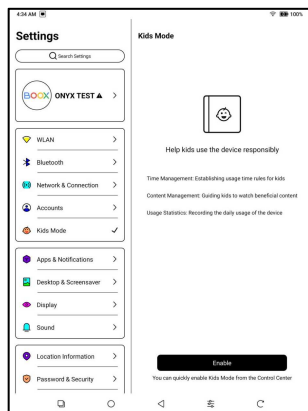 4:34 AM
100%
Settings
Search Settings
BOOX
ONYX TEST
WLAN
Bluetooth
Network & Connection
Accounts
Kids Mode
Apps & Notifications
Desktop & Screensaver
Display
Sound
Location Information
Password & Security
Kids Mode
Help kids use the device responsibly
Time Management: Establishing usage time rules for kids
Content Management: Guiding kids to watch beneficial content
Usage Statistics: Recording the daily usage of the device
Enable
You can quickly enable Kids Mode from the Control Center